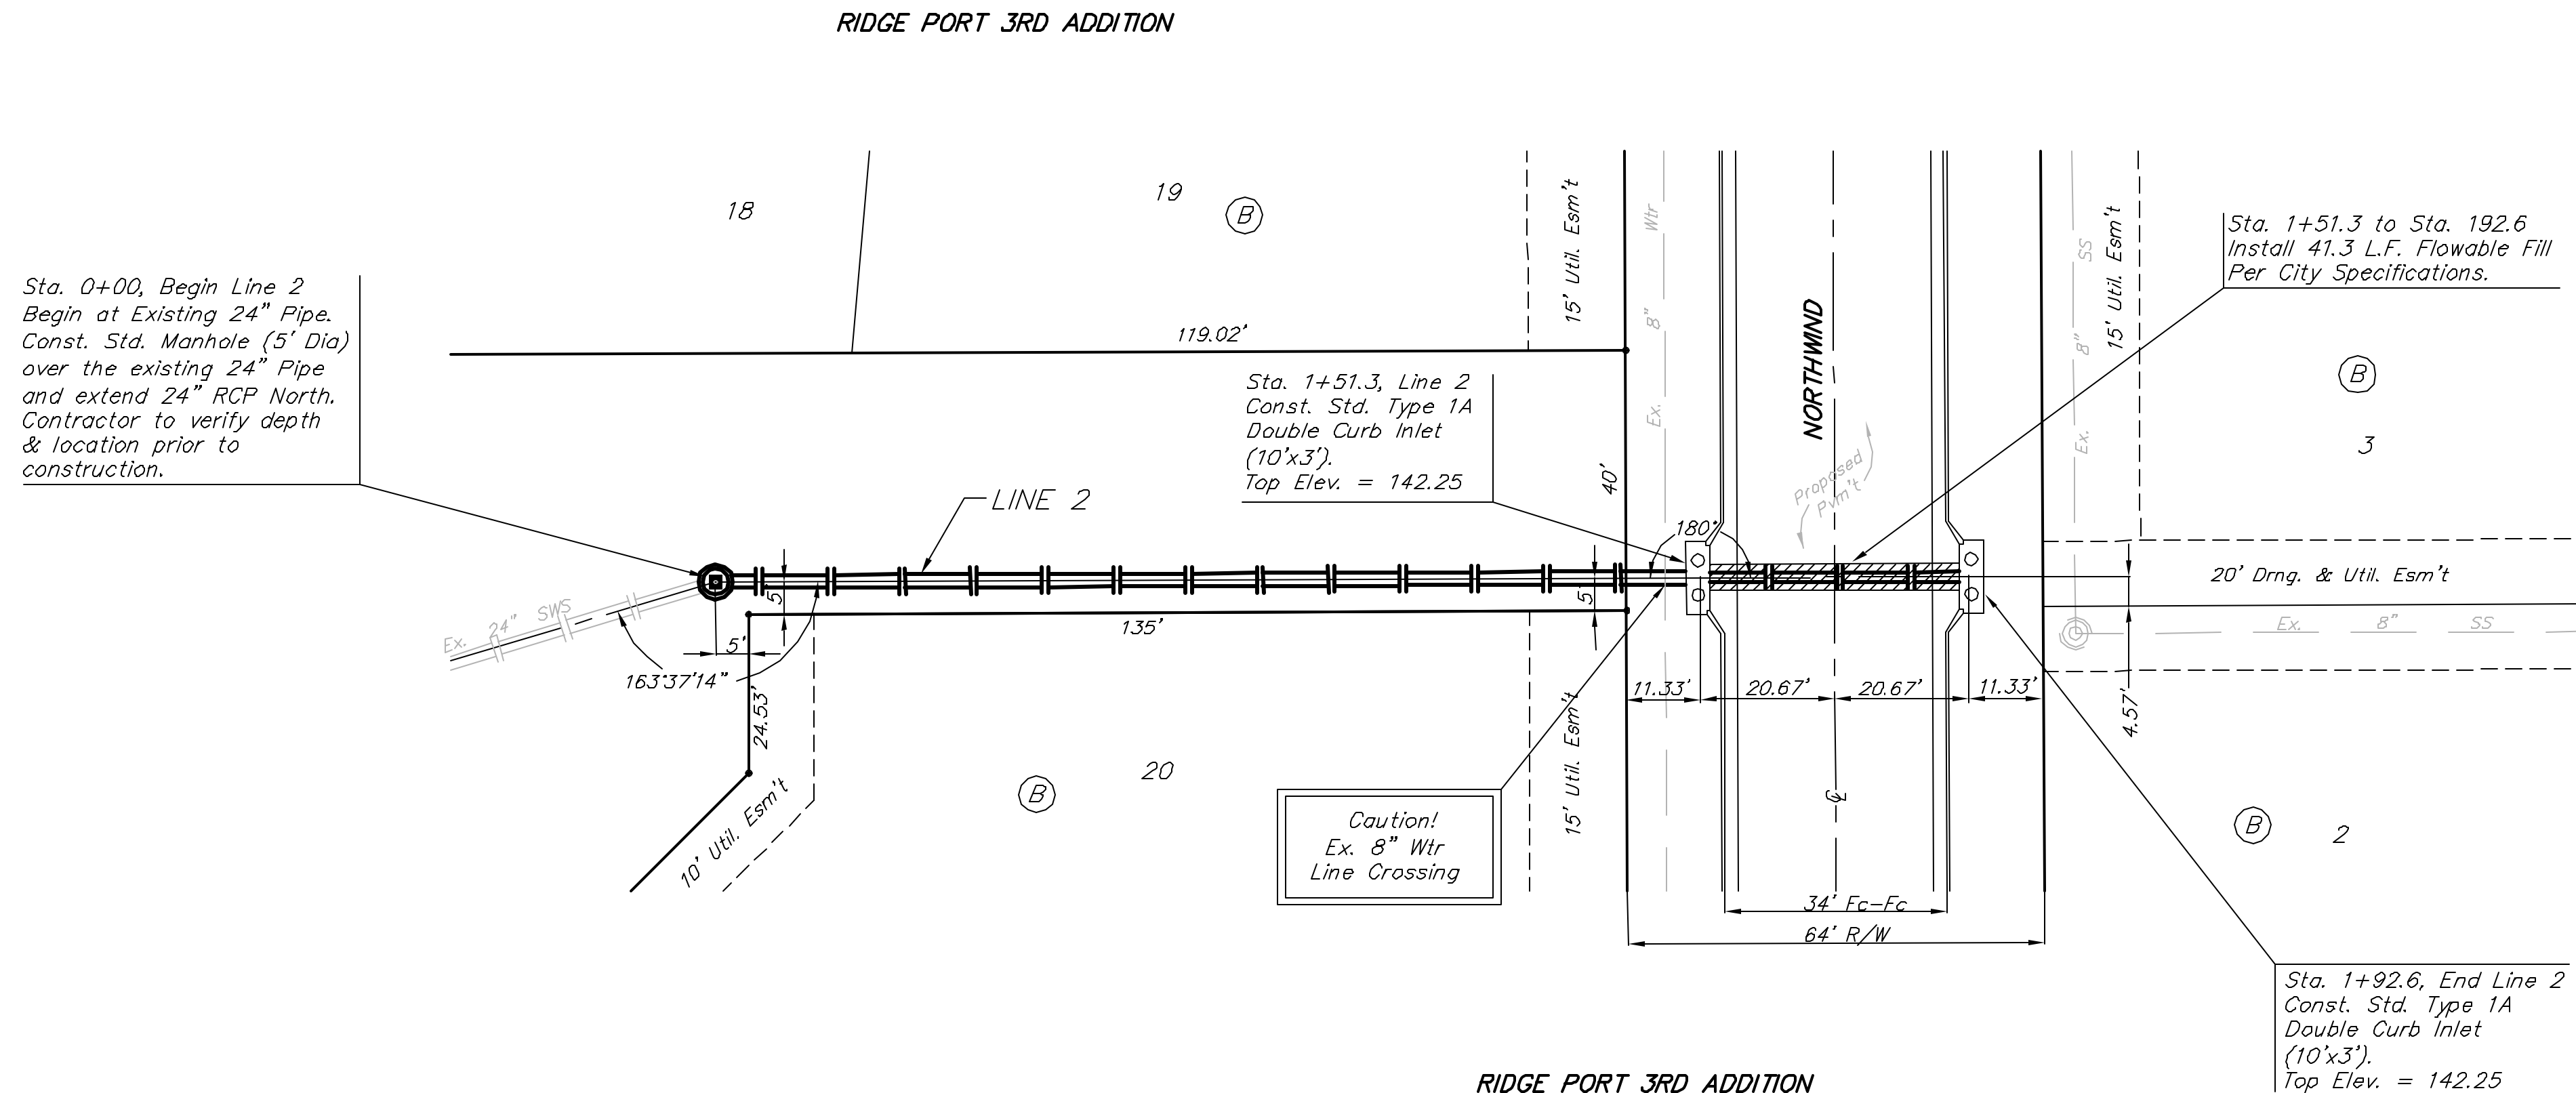 RIDGE PORT 3RD ADDITION
18
19
B
15' Util. Esm't
Ex. 8" Wtr
NORTHWIND
Ex. 8" SS
15' Util. Esm't
Sta. 1+51.3 to Sta. 192.6
Install 41.3 L.F. Flowable Fill
Per City Specifications.
Sta. 0+00, Begin Line 2
Begin at Existing 24" Pipe.
Const. Std. Manhole (5' Dia)
over the existing 24" Pipe
and extend 24" RCP North.
Contractor to verify depth
& location prior to
construction.
119.02'
Sta. 1+51.3, Line 2
Const. Std. Type 1A
Double Curb Inlet
(10'x3').
Top Elev. = 142.25
40'
B
3
Proposed
Pvm't
LINE 2
180°
20' Drng. & Util. Esm't
5'
5'
Ex. 24" SWS
135'
5'
163°37'14"
24.53'
10' Util. Esm't
Ex. 8" SS
11.33'
20.67'
20.67'
11.33'
4.57'
15' Util. Esm't
B
20
Caution!
Ex. 8" Wtr
Line Crossing
℄
B
2
34' Fc-Fc
64' R/W
Sta. 1+92.6, End Line 2
Const. Std. Type 1A
Double Curb Inlet
(10'x3').
Top Elev. = 142.25
RIDGE PORT 3RD ADDITION